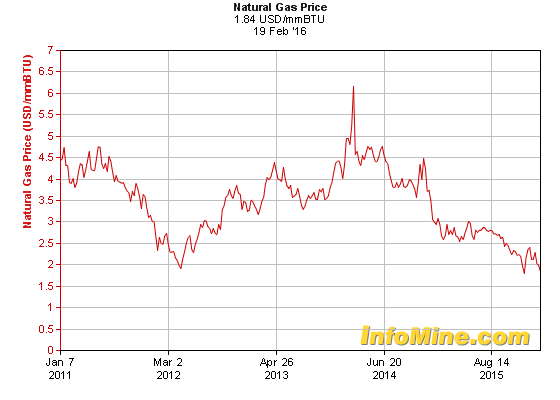 Natural Gas Price
1.84 USD/mmBTU
19 Feb '16
Natural Gas Price (USD/mmBTU)
7
6.5
6
5.5
5
4.5
4
3.5
3
2.5
2
1.5
1
0.5
0
InfoMine.com
Jan 7 Mar 2 Apr 26 Jun 20 Aug 14
2011 2012 2013 2014 2015